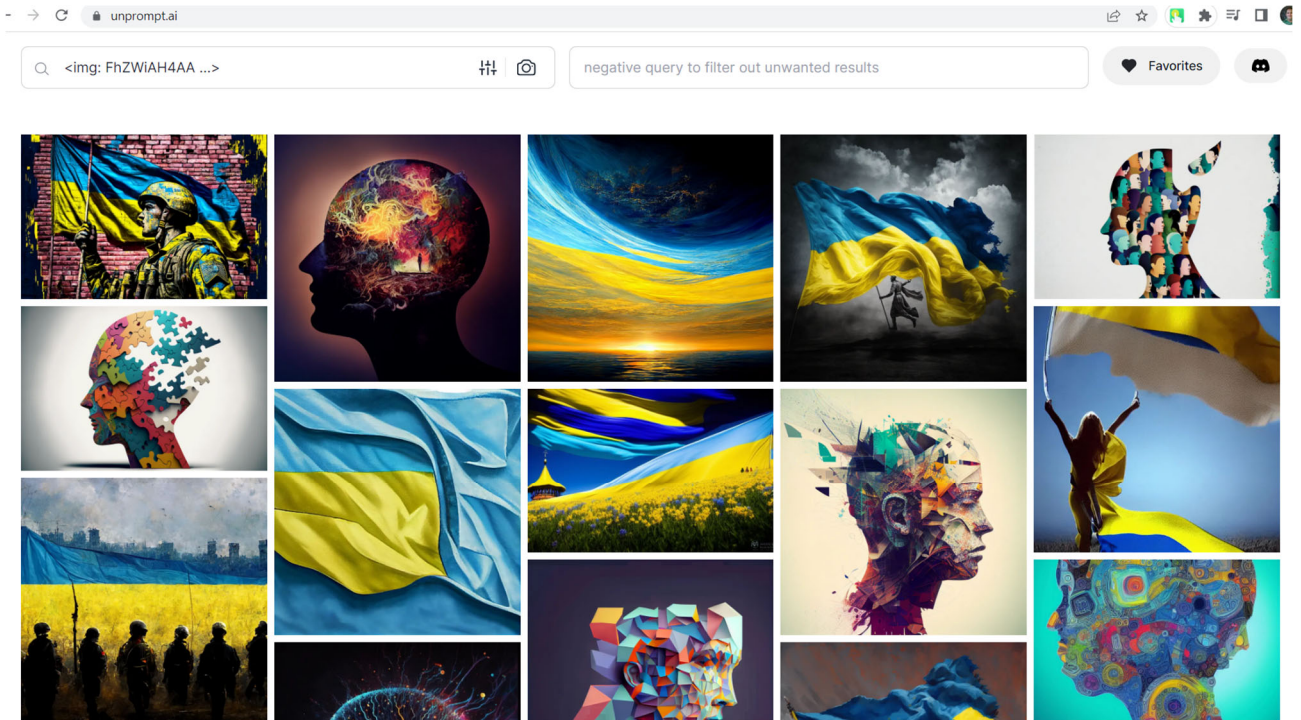 unprompt.ai
<img: FhZWiAH4AA ...>
negative query to filter out unwanted results
Favorites